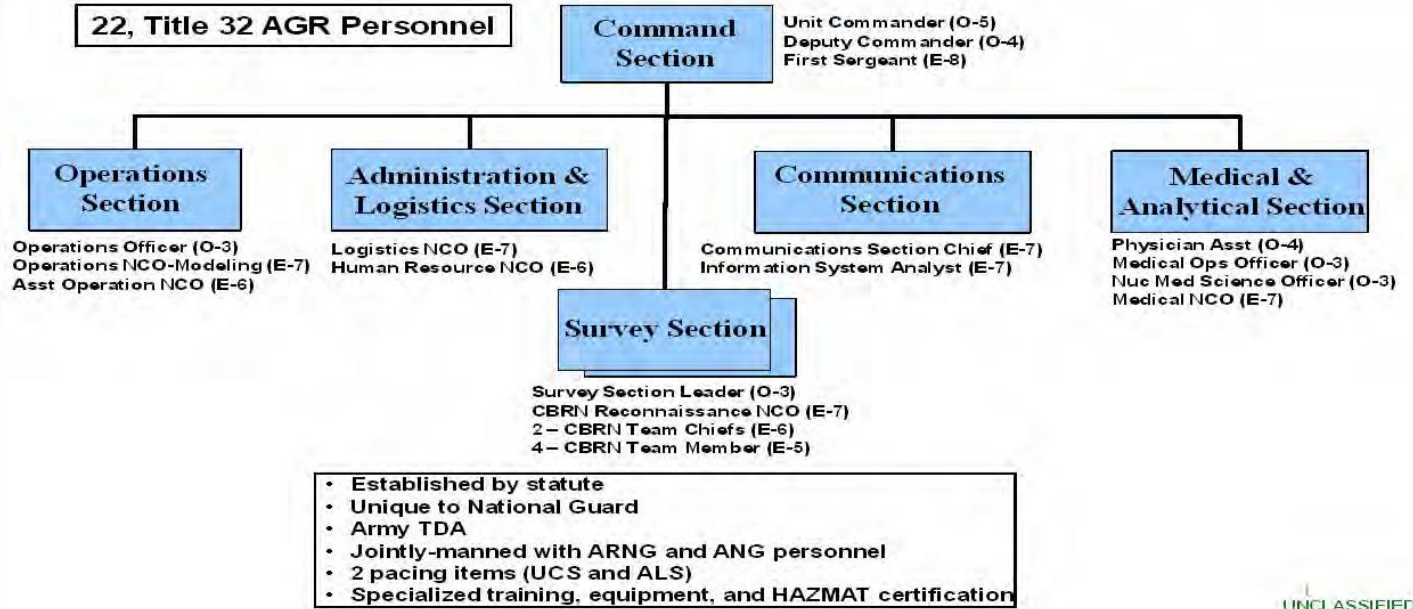 22, Title 32 AGR Personnel
Command
Section
Unit Commander (O-5)
Deputy Commander (O-4)
First Sergeant (E-8)
Operations
Section
Operations Officer (O-3)
Operations NCO-Modeling (E-7)
Asst Operation NCO (E-6)
Administration &
Logistics Section
Logistics NCO (E-7)
Human Resource NCO (E-6)
Communications
Section
Communications Section Chief (E-7)
Information System Analyst (E-7)
Medical &
Analytical Section
Physician Asst (O-4)
Medical Ops Officer (O-3)
Nuc Med Science Officer (O-3)
Medical NCO (E-7)
Survey Section
Survey Section Leader (O-3)
CBRN Reconnaissance NCO (E-7)
2 – CBRN Team Chiefs (E-6)
4 – CBRN Team Member (E-5)
• Established by statute
• Unique to National Guard
• Army TDA
• Jointly-manned with ARNG and ANG personnel
• 2 pacing items (UCS and ALS)
• Specialized training, equipment, and HAZMAT certification
UNCLASSIFIED